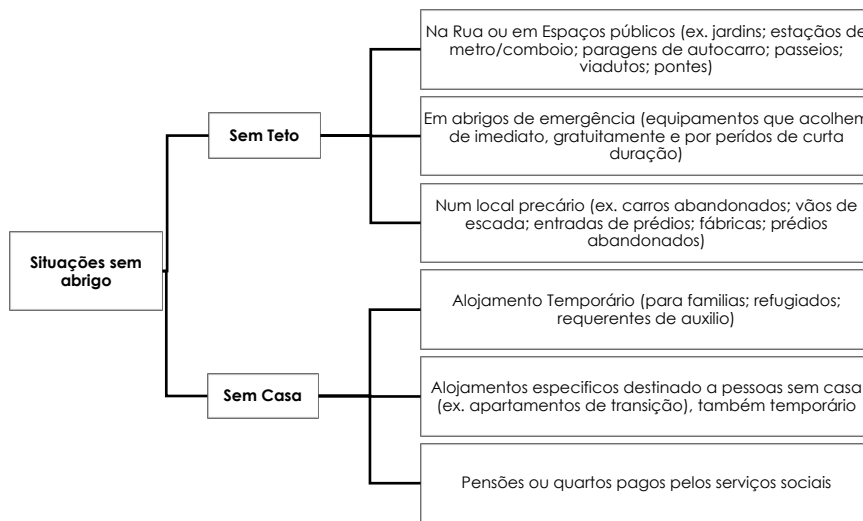 Na Rua ou em Espaços públicos (ex. jardins; estaçãos de
metro/comboio; paragens de autocarro; passeios;
viadutos; pontes)
Sem Teto
Em abrigos de emergência (equipamentos que acolhem
de imediato, gratuitamente e por perídos de curta
duração)
Num local precário (ex. carros abandonados; vãos de
escada; entradas de prédios; fábricas; prédios
abandonados)
Situações sem
abrigo
Alojamento Temporário (para familias; refugiados;
requerentes de auxilio)
Sem Casa
Alojamentos especificos destinado a pessoas sem casa
(ex. apartamentos de transição), também temporário
Pensões ou quartos pagos pelos serviços sociais